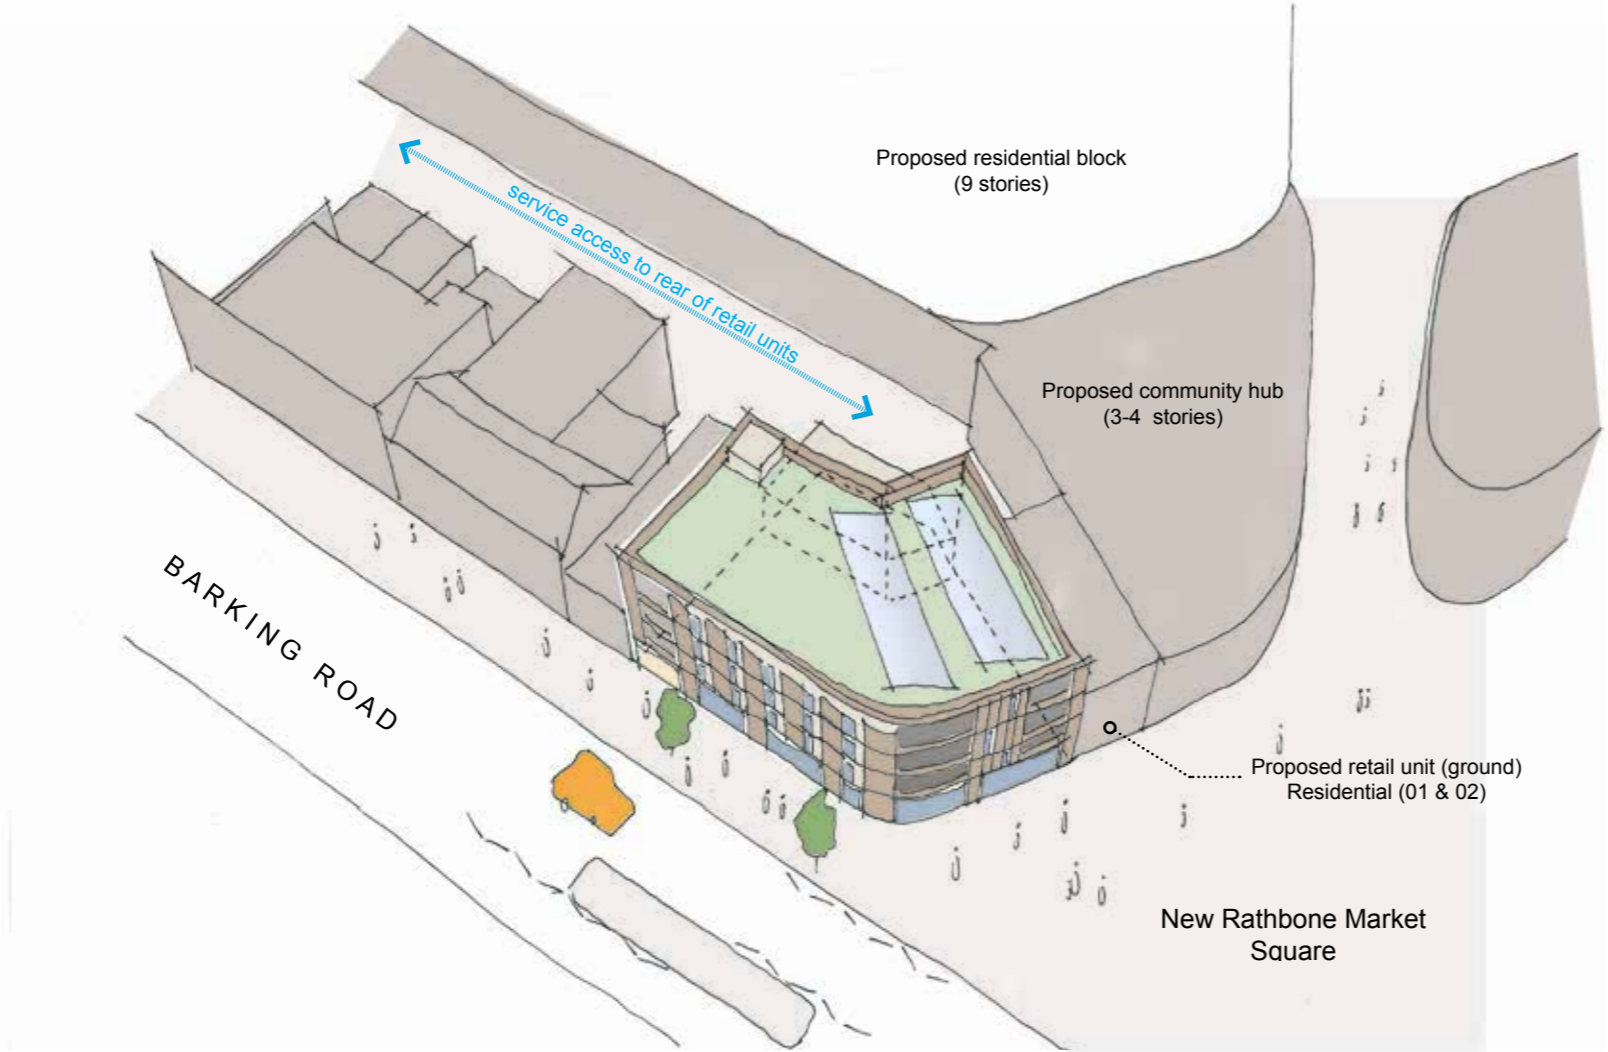 Proposed residential block
(9 stories)
service access to rear of retail units
Proposed community hub
(3-4 stories)
BARKING ROAD
Proposed retail unit (ground)
Residential (01 & 02)
New Rathbone Market
Square